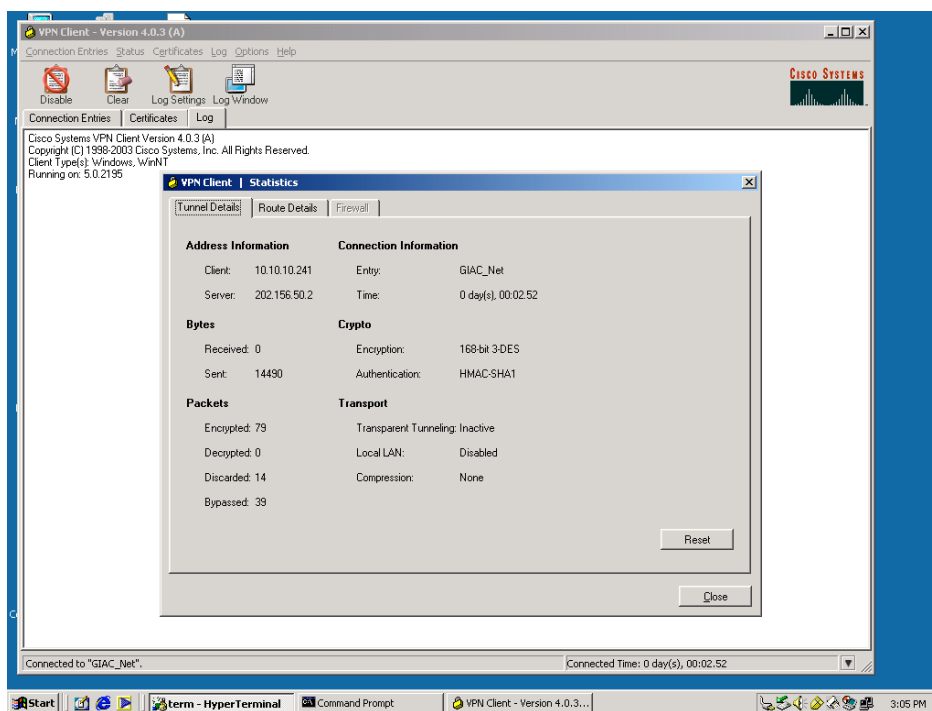 VPN Client - Version 4.0.3 (A)
Connection Entries Status Certificates Log Options Help
Disable Clear Log Settings Log Window
CISCO SYSTEMS
Connection Entries Certificates Log
Cisco Systems VPN Client Version 4.0.3 (A)
Copyright (C) 1998-2003 Cisco Systems, Inc. All Rights Reserved.
Client Type(s): Windows, WinNT
Running on: 5.0.2195
VPN Client | Statistics
Tunnel Details Route Details Firewall
Address Information Connection Information
Client: 10.10.10.241 Entry: GIAC_Net
Server: 202.156.50.2 Time: 0 day(s), 00:02.52
Bytes Crypto
Received: 0 Encryption: 168-bit 3-DES
Sent: 14490 Authentication: HMAC-SHA1
Packets Transport
Encrypted: 79 Transparent Tunneling: Inactive
Decrypted: 0 Local LAN: Disabled
Discarded: 14 Compression: None
Bypassed: 39
Reset
Close
Connected to "GIAC_Net". Connected Time: 0 day(s), 00:02.52
Start term - HyperTerminal Command Prompt VPN Client - Version 4.0.3... 3:05 PM